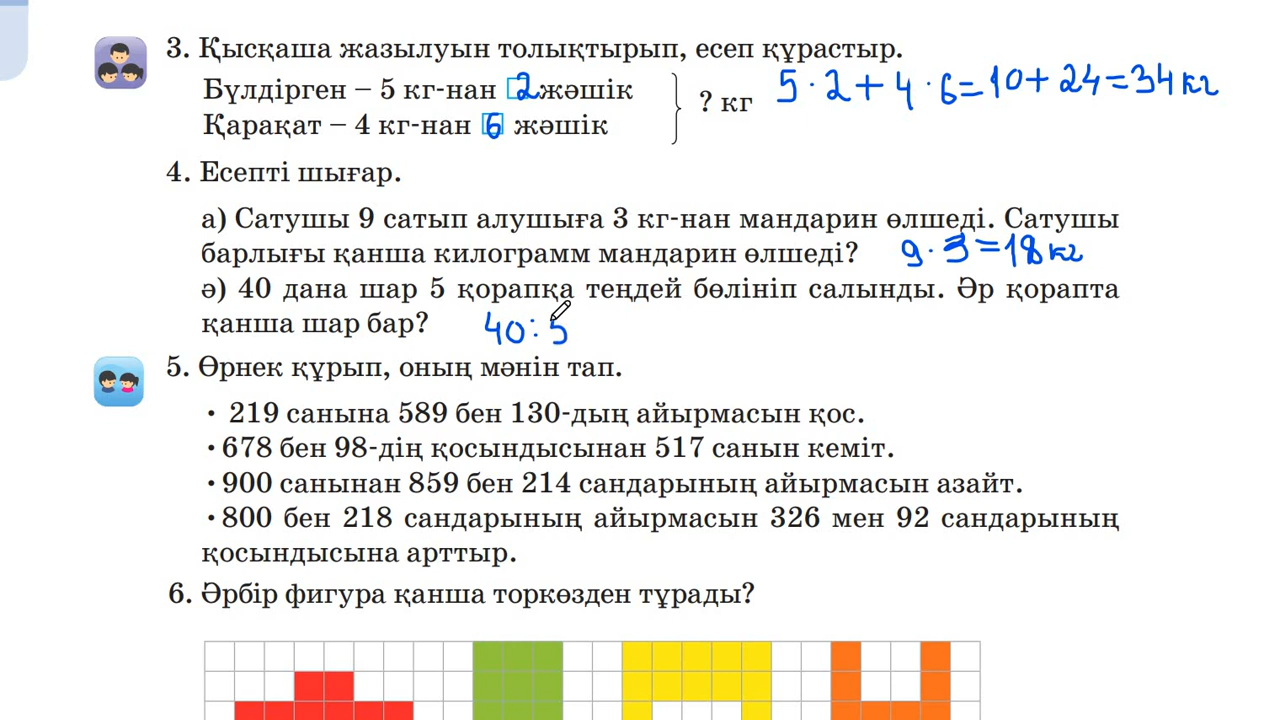 3. Қысқаша жазылуын толықтырып, есеп құрастыр.
Бүлдірген – 5 кг-нан 2 жәшік
Қарақат – 4 кг-нан 6 жәшік
? кг
5 · 2 + 4 · 6 = 10 + 24 = 34 кг
4. Есепті шығар.
а) Сатушы 9 сатып алушыға 3 кг-нан мандарин өлшеді. Сатушы
барлығы қанша килограмм мандарин өлшеді? 9 · 3 = 18 кг
ә) 40 дана шар 5 қорапқа теңдей бөлініп салынды. Әр қорапта
қанша шар бар? 40 : 5
5. Өрнек құрып, оның мәнін тап.
• 219 санына 589 бен 130-дың айырмасын қос.
• 678 бен 98-дің қосындысынан 517 санын кеміт.
• 900 санынан 859 бен 214 сандарының айырмасын азайт.
• 800 бен 218 сандарының айырмасын 326 мен 92 сандарының
қосындысына арттыр.
6. Әрбір фигура қанша торкөзден тұрады?